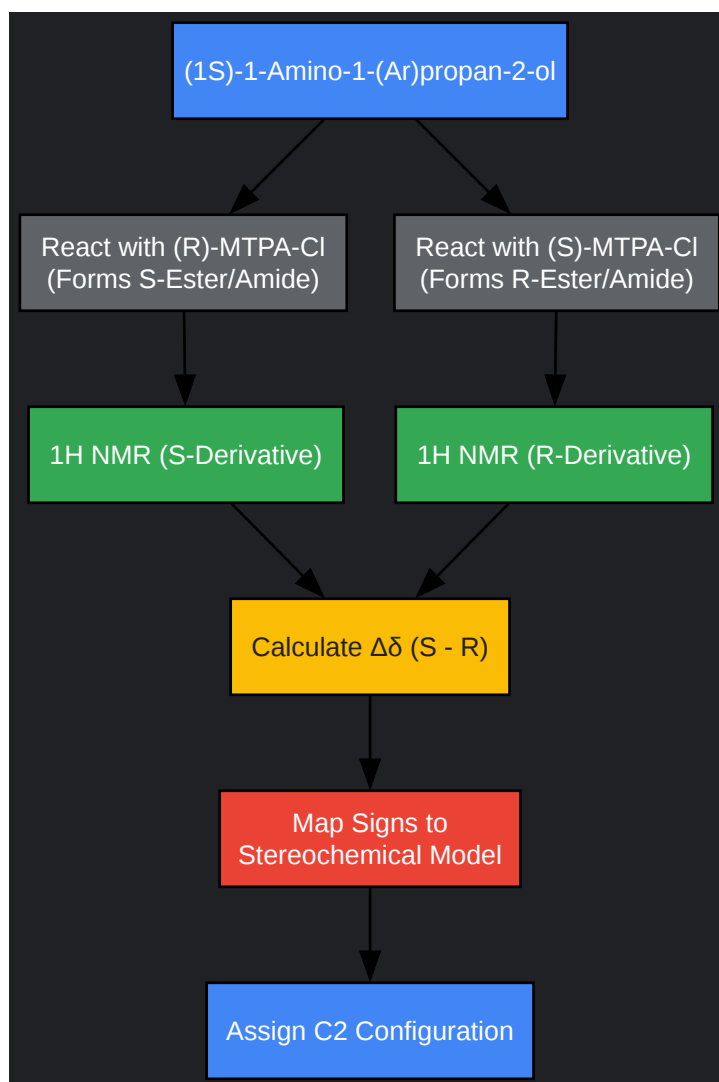 (1S)-1-Amino-1-(Ar)propan-2-ol
React with (R)-MTPA-Cl
(Forms S-Ester/Amide)
React with (S)-MTPA-Cl
(Forms R-Ester/Amide)
1H NMR (S-Derivative)
1H NMR (R-Derivative)
Calculate Δδ (S - R)
Map Signs to
Stereochemical Model
Assign C2 Configuration